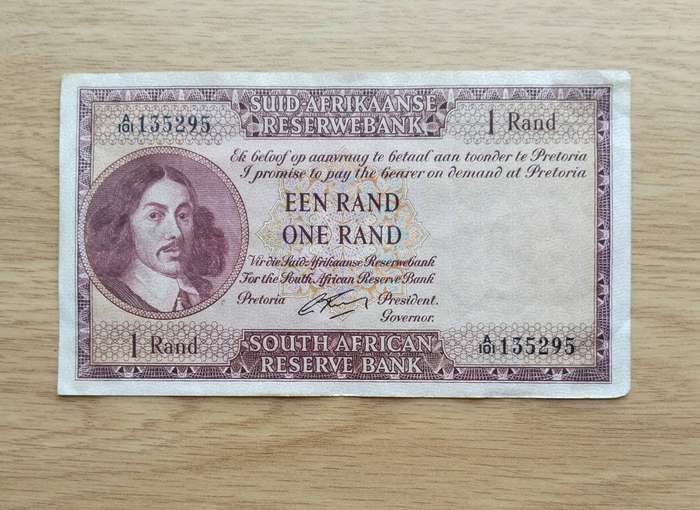 SUID-AFRIKAANSE
RESERWEBANK
A/101 135295
1 Rand
Ek beloof op aanvraag te betaal aan toonder te Pretoria
I promise to pay the bearer on demand at Pretoria
EEN RAND
ONE RAND
Vir die Suid-Afrikaanse Reserwebank
For the South African Reserve Bank
Pretoria President.
Governor.
1 Rand
SOUTH AFRICAN
RESERVE BANK
A/101 135295